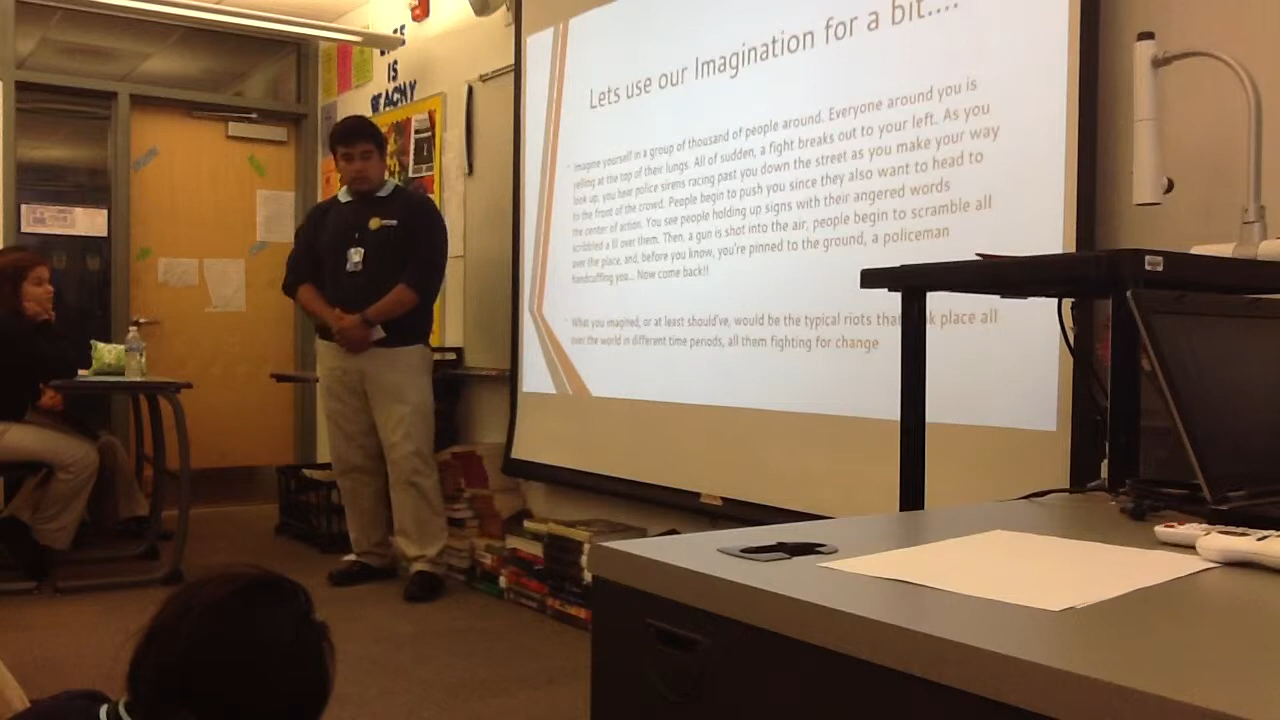 Lets use our Imagination for a bit....
Imagine yourself in a group of thousand of people around. Everyone around you is
yelling at the top of their lungs. All of sudden, a fight breaks out to your left. As you
look up, you hear police sirens racing past you down the street as you make your way
to the front of the crowd. People begin to push you since they also want to head to
the center of action. You see people holding up signs with their angered words
scribbled a lll over them. Then, a gun is shot into the air, people begin to scramble all
over the place, and, before you know, you're pinned to the ground, a policeman
handcuffing you... Now come back!!
What you imagined, or at least should've, would be the typical riots that place all
over the world in different time periods, all them fighting for change
IS